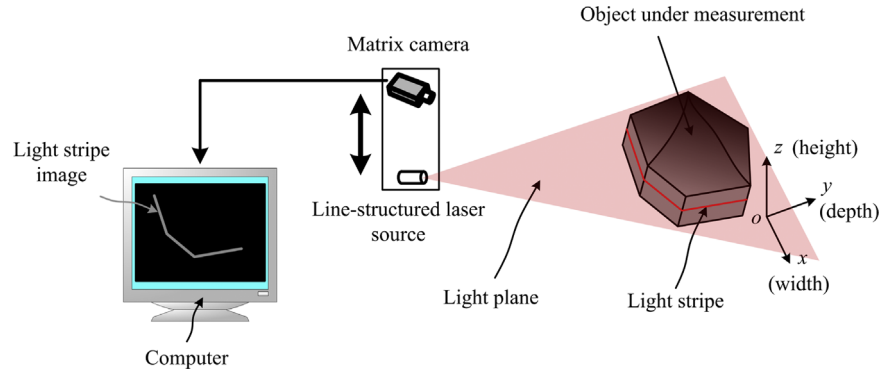 Object under measurement
Matrix camera
Light stripe
image
z (height)
y
(depth)
o
x
(width)
Line-structured laser
source
Light plane
Light stripe
Computer